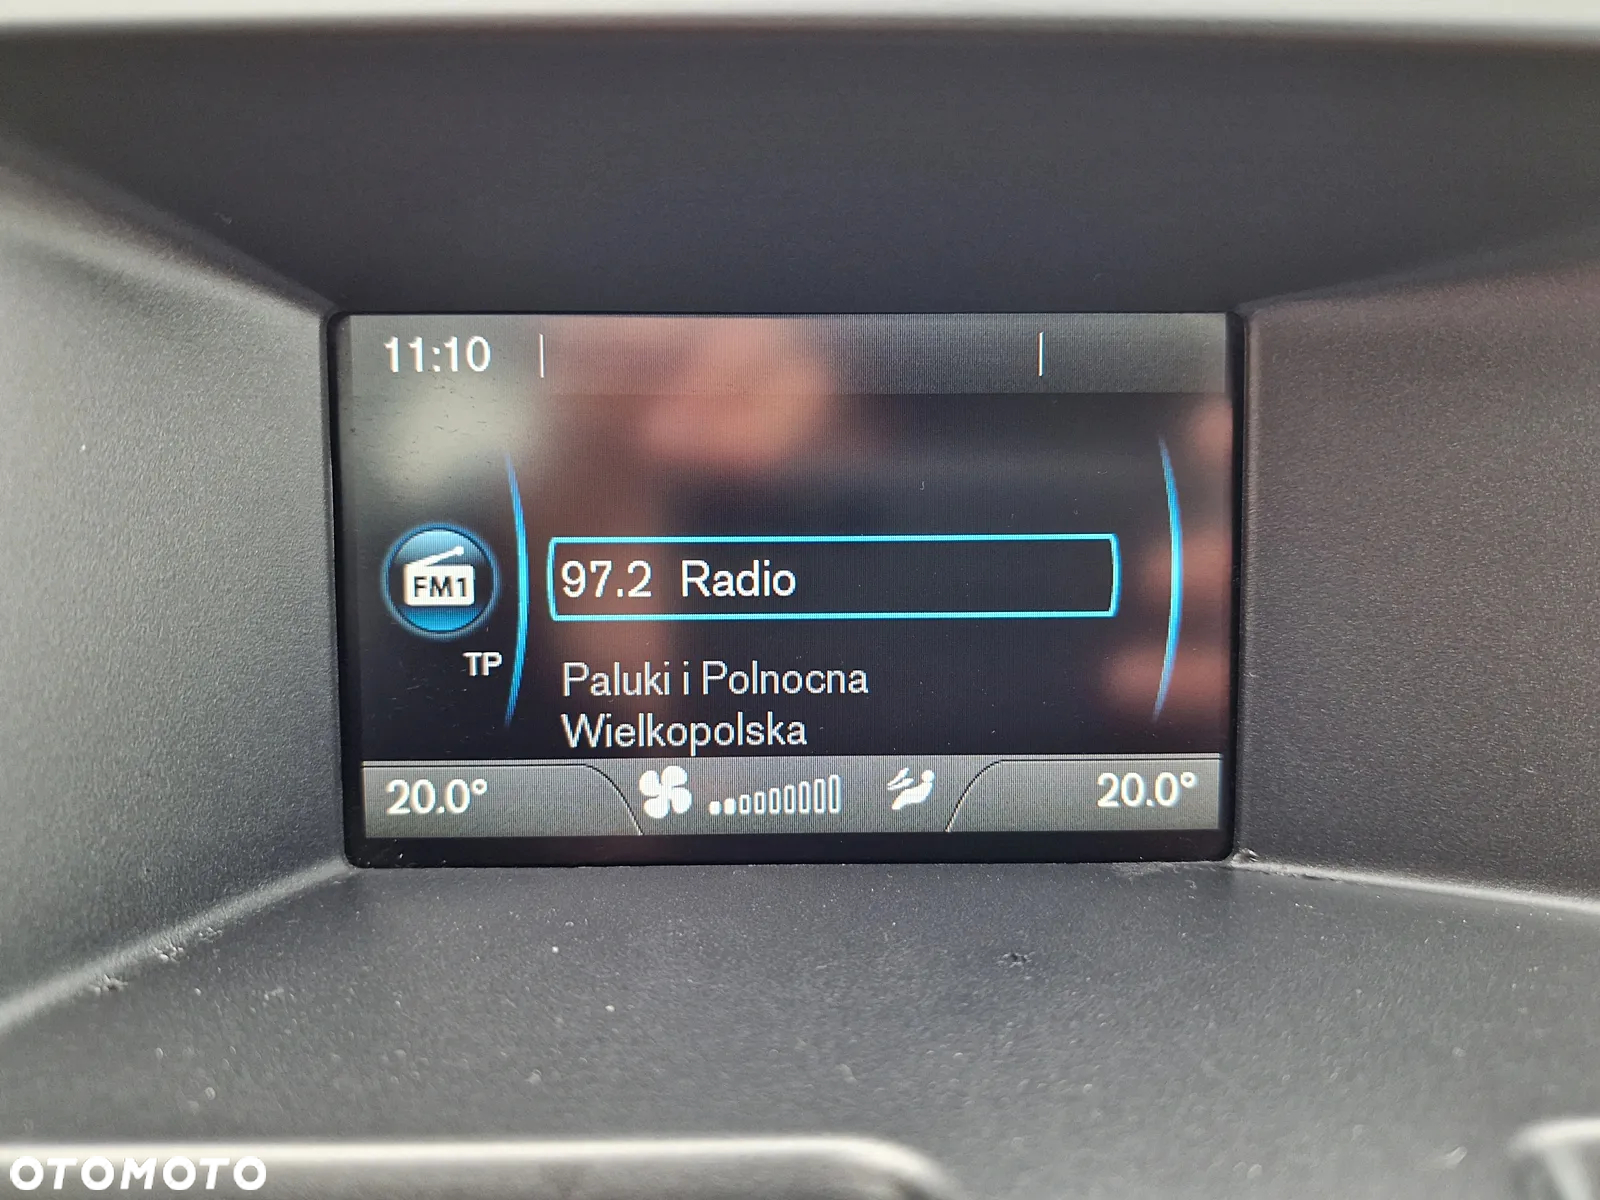 11:10
FM1
97.2 Radio
TP
Paluki i Polnocna
Wielkopolska
20.0°
20.0°
OTOMOTO